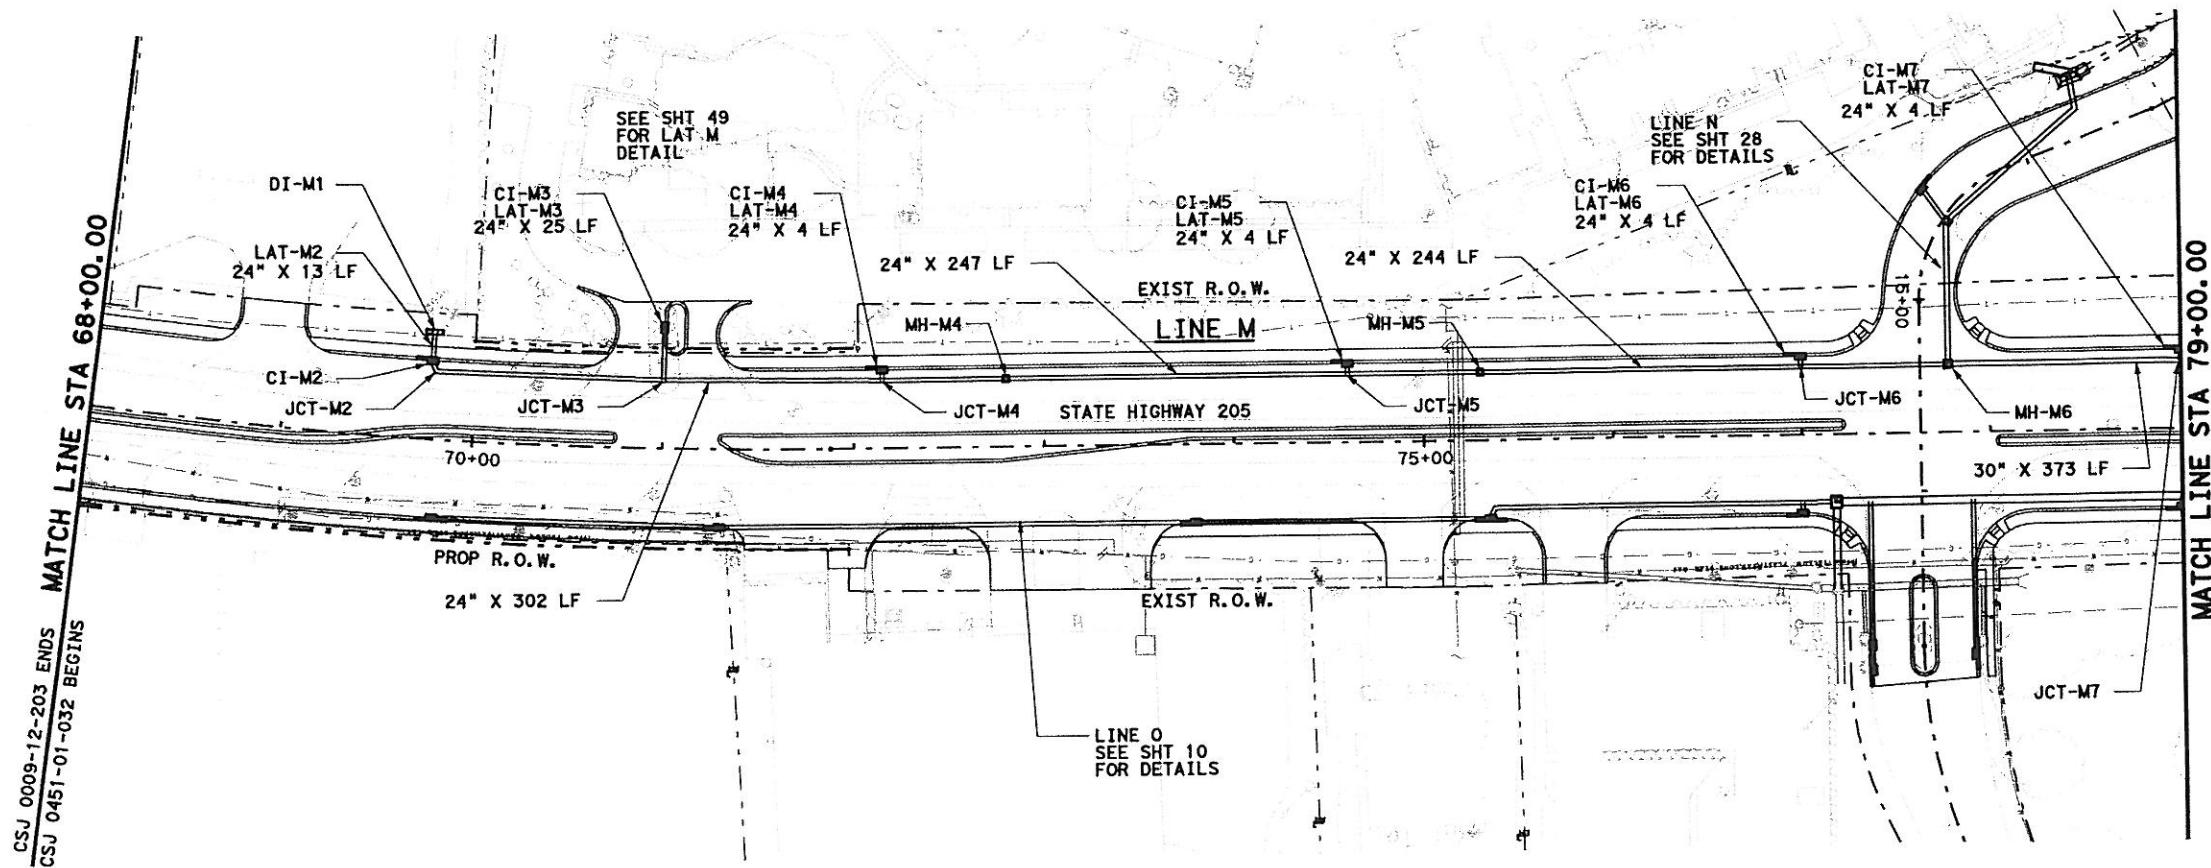 MATCH LINE STA 68+00.00
CSJ 0009-12-203 ENDS
CSJ 0451-01-032 BEGINS
DI-M1
LAT-M2
24" X 13 LF
CI-M2
JCT-M2
SEE SHT 49
FOR LAT M
DETAIL
CI-M3
LAT-M3
24" X 25 LF
JCT-M3
CI-M4
LAT-M4
24" X 4 LF
24" X 247 LF
MH-M4
JCT-M4
EXIST R.O.W.
LINE M
CI-M5
LAT-M5
24" X 4 LF
24" X 244 LF
MH-M5
JCT-M5
STATE HIGHWAY 205
70+00
75+00
LINE N
SEE SHT 28
FOR DETAILS
CI-M6
LAT-M6
24" X 4 LF
JCT-M6
CI-M7
LAT-M7
24" X 4 LF
15+00
MH-M6
30" X 373 LF
PROP R.O.W.
24" X 302 LF
EXIST R.O.W.
LINE O
SEE SHT 10
FOR DETAILS
JCT-M7
MATCH LINE STA 79+00.00